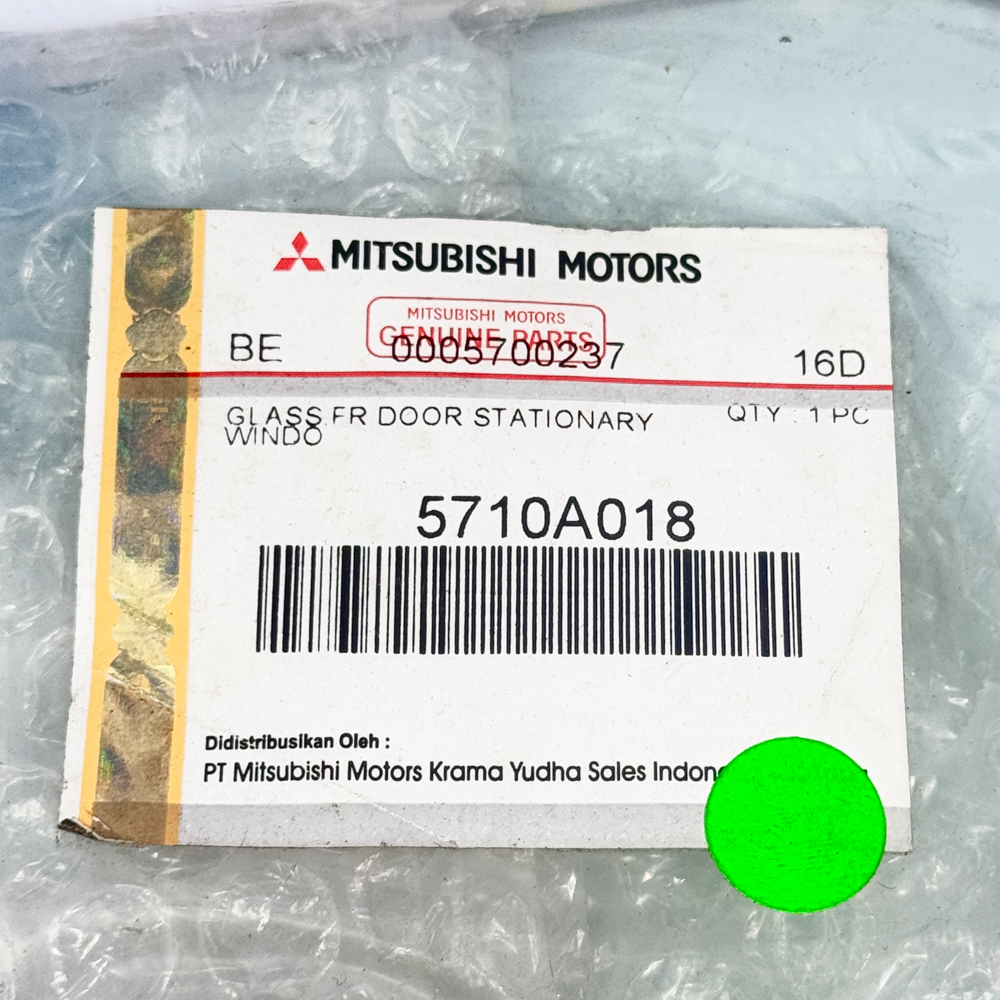 MITSUBISHI MOTORS
MITSUBISHI MOTORS
GENUINE PARTS
BE 0005700237 16D
GLASS,FR DOOR STATIONARY QTY : 1 PC
WINDO
5710A018
Didistribusikan Oleh :
PT Mitsubishi Motors Krama Yudha Sales